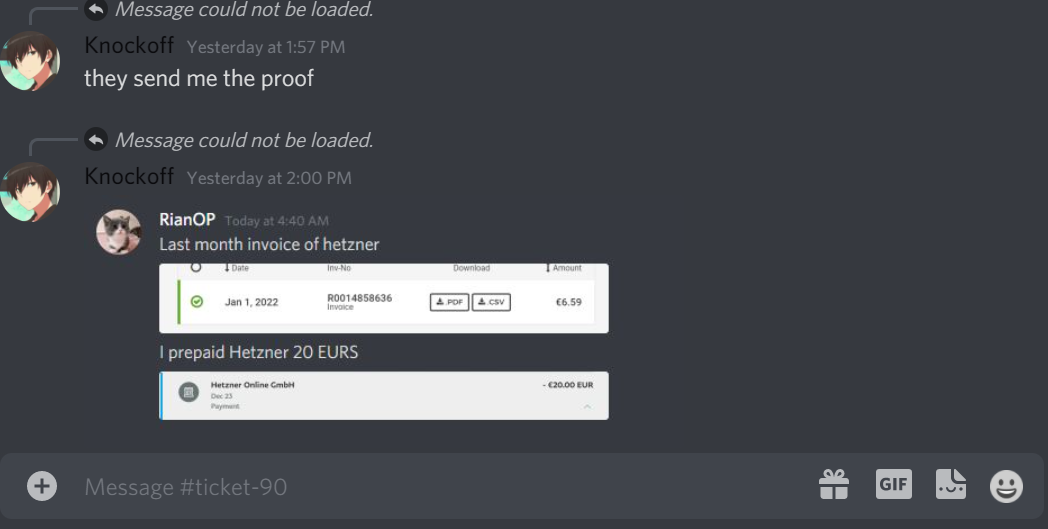 Message could not be loaded.
Knockoff Yesterday at 1:57 PM
they send me the proof
Message could not be loaded.
Knockoff Yesterday at 2:00 PM
RianOP Today at 4:40 AM
Last month invoice of hetzner
Date Inv-No Download Amount
Jan 1, 2022 R0014858636 PDF CSV €6.59
Invoice
I prepaid Hetzner 20 EURS
Hetzner Online GmbH - €20.00 EUR
Dec 23
Payment
Message #ticket-90 GIF